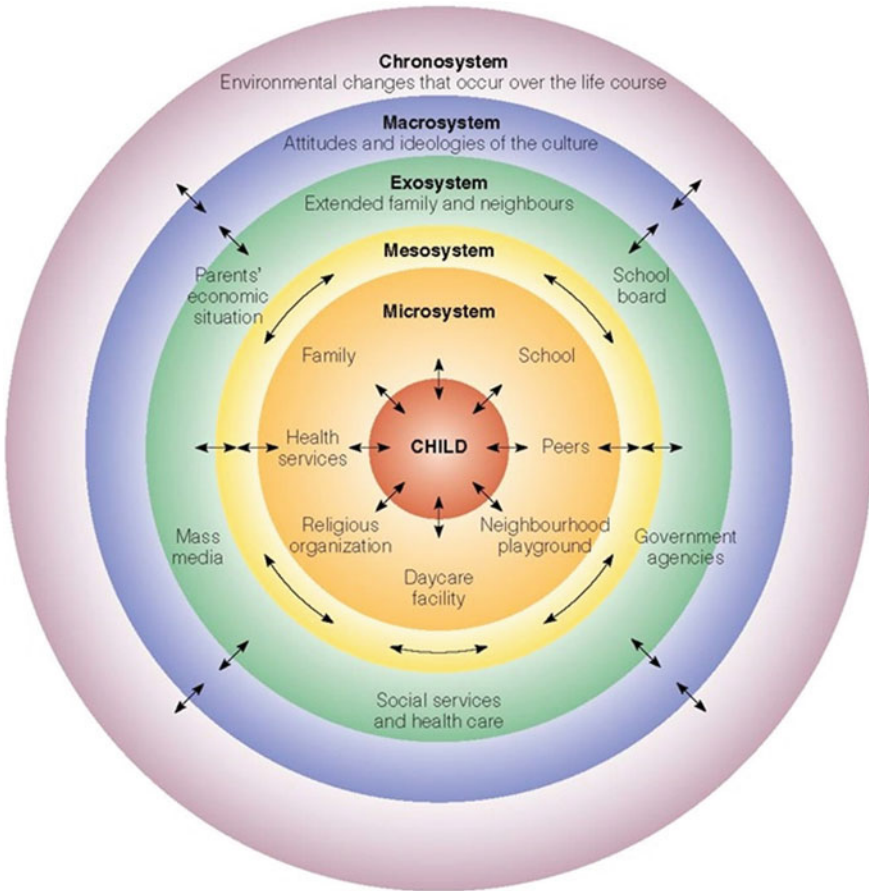 Chronosystem
Environmental changes that occur over the life course
Macrosystem
Attitudes and ideologies of the culture
Exosystem
Extended family and neighbours
Mesosystem
Parents'
economic
situation
School
board
Microsystem
Family
School
Health
services
CHILD
Peers
Religious
organization
Neighbourhood
playground
Mass
media
Government
agencies
Daycare
facility
Social services
and health care